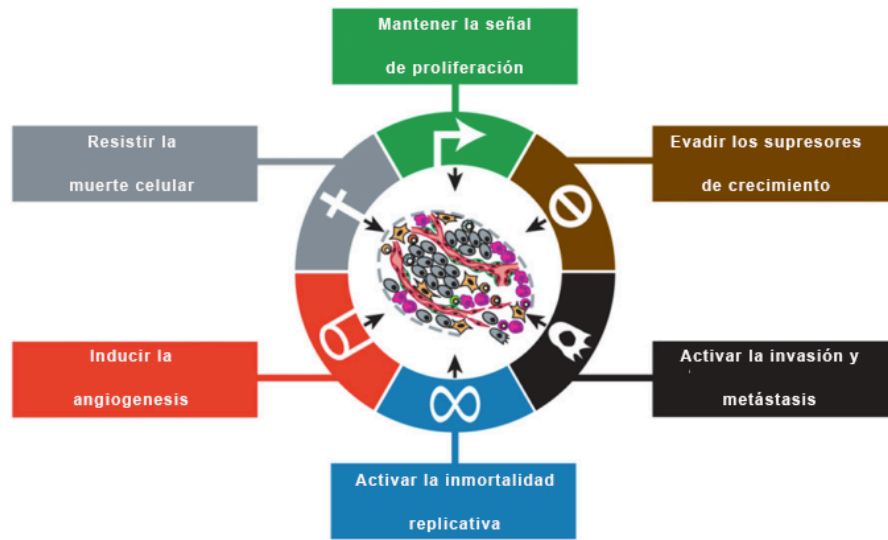 Mantener la señal
de proliferación
Resistir la
muerte celular
Evadir los supresores
de crecimiento
Inducir la
angiogenesis
Activar la invasión y
metástasis
Activar la inmortalidad
replicativa